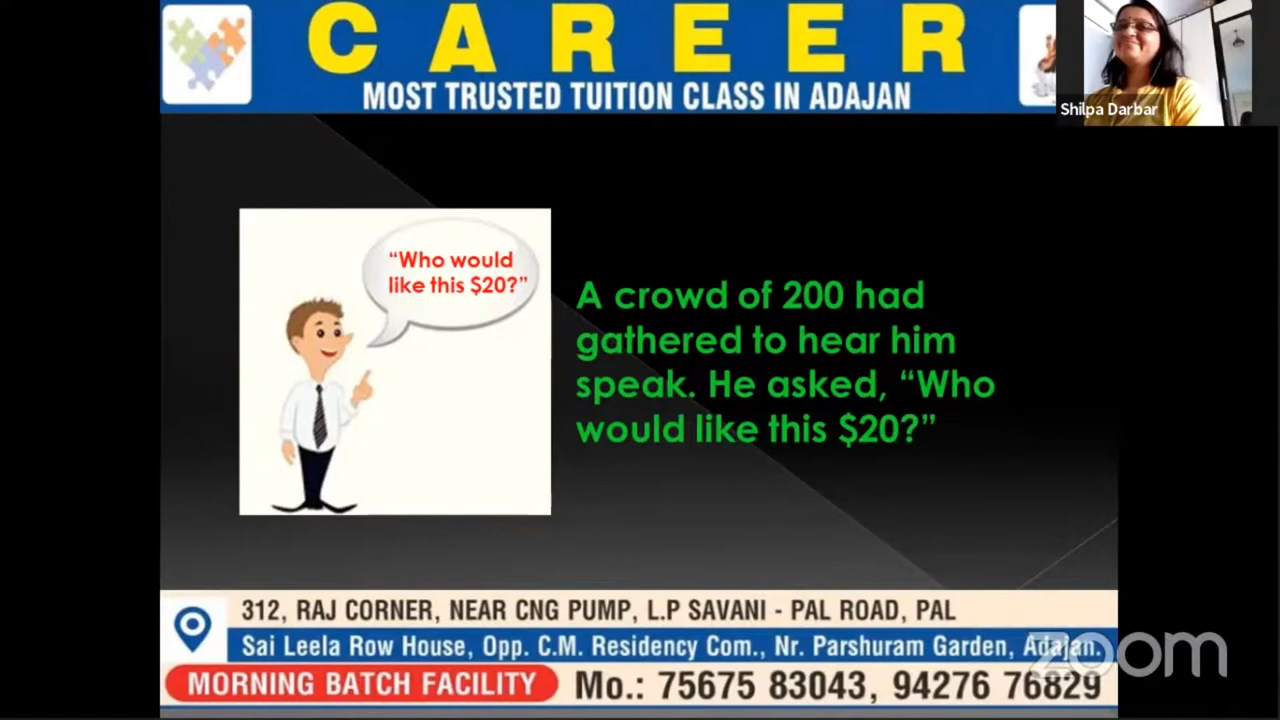 CAREER
MOST TRUSTED TUITION CLASS IN ADAJAN
Shilpa Darbar
“Who would
like this $20?”
A crowd of 200 had
gathered to hear him
speak. He asked, “Who
would like this $20?”
312, RAJ CORNER, NEAR CNG PUMP, L.P SAVANI - PAL ROAD, PAL
Sai Leela Row House, Opp. C.M. Residency Com., Nr. Parshuram Garden, Adajan.
zoom
MORNING BATCH FACILITY Mo.: 75675 83043, 94276 76829